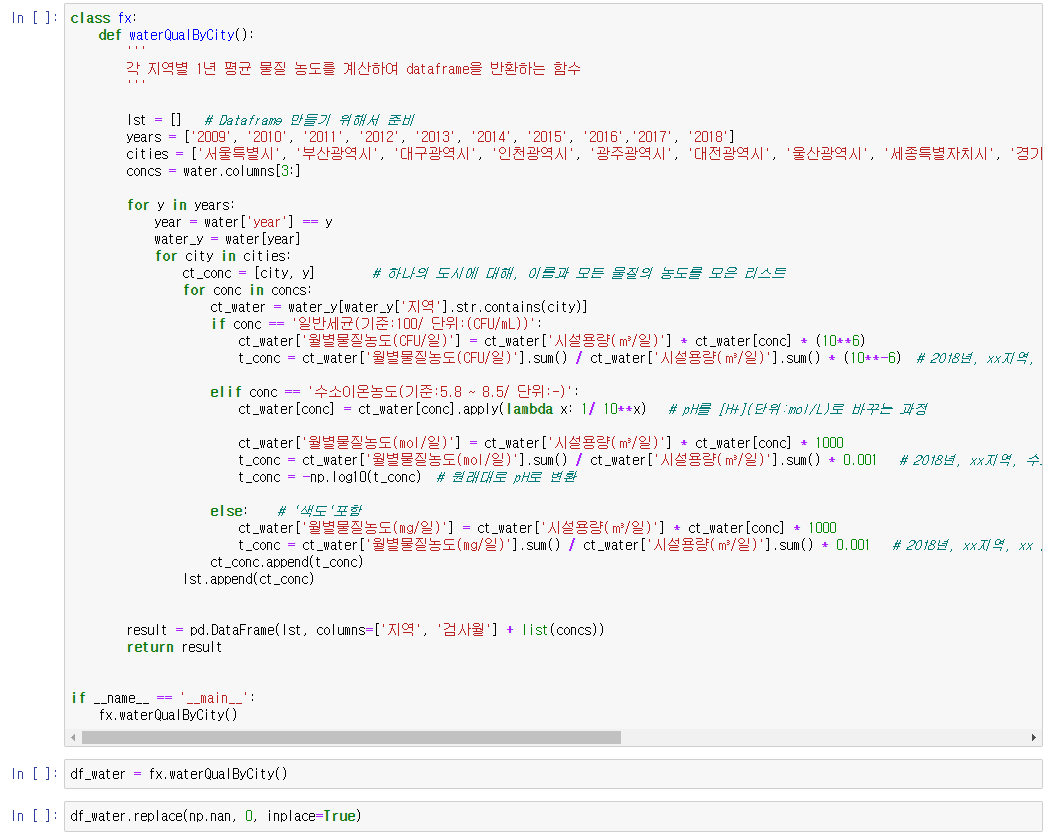 In [ ]: class fx:
    def waterQualByCity():
        '''
        각 지역별 1년 평균 물질 농도를 계산하여 dataframe을 반환하는 함수
        '''
        lst = []   # Dataframe 만들기 위해서 준비
        years = ['2009', '2010', '2011', '2012', '2013', '2014', '2015', '2016','2017', '2018']
        cities = ['서울특별시', '부산광역시', '대구광역시', '인천광역시', '광주광역시', '대전광역시', '울산광역시', '세종특별자치시', '경기
        concs = water.columns[3:]
        for y in years:
            year = water['year'] == y
            water_y = water[year]
            for city in cities:
                ct_conc = [city, y]        # 하나의 도시에 대해, 이름과 모든 물질의 농도를 모은 리스트
                for conc in concs:
                    ct_water = water_y[water_y['지역'].str.contains(city)]
                    if conc == '일반세균(기준:100/ 단위:(CFU/mL))':
                        ct_water['월별물질농도(CFU/일)'] = ct_water['시설용량(㎥/일)'] * ct_water[conc] * (10**6)
                        t_conc = ct_water['월별물질농도(CFU/일)'].sum() / ct_water['시설용량(㎥/일)'].sum() * (10**-6)  # 2018년, xx지역,
                    elif conc == '수소이온농도(기준:5.8 ~ 8.5/ 단위:-)':
                        ct_water[conc] = ct_water[conc].apply(lambda x: 1/ 10**x)   # pH를 [H+](단위:mol/L)로 바꾸는 과정
                        ct_water['월별물질농도(mol/일)'] = ct_water['시설용량(㎥/일)'] * ct_water[conc] * 1000
                        t_conc = ct_water['월별물질농도(mol/일)'].sum() / ct_water['시설용량(㎥/일)'].sum() * 0.001   # 2018년, xx지역, 수소
                        t_conc = -np.log10(t_conc)  # 원래대로 pH로 변환
                    else:    # '색도'포함
                        ct_water['월별물질농도(mg/일)'] = ct_water['시설용량(㎥/일)'] * ct_water[conc] * 1000
                        t_conc = ct_water['월별물질농도(mg/일)'].sum() / ct_water['시설용량(㎥/일)'].sum() * 0.001   # 2018년, xx지역, xx
                    ct_conc.append(t_conc)
                lst.append(ct_conc)
        result = pd.DataFrame(lst, columns=['지역', '검사월'] + list(concs))
        return result
if __name__ == '__main__':
    fx.waterQualByCity()
In [ ]: df_water = fx.waterQualByCity()
In [ ]: df_water.replace(np.nan, 0, inplace=True)